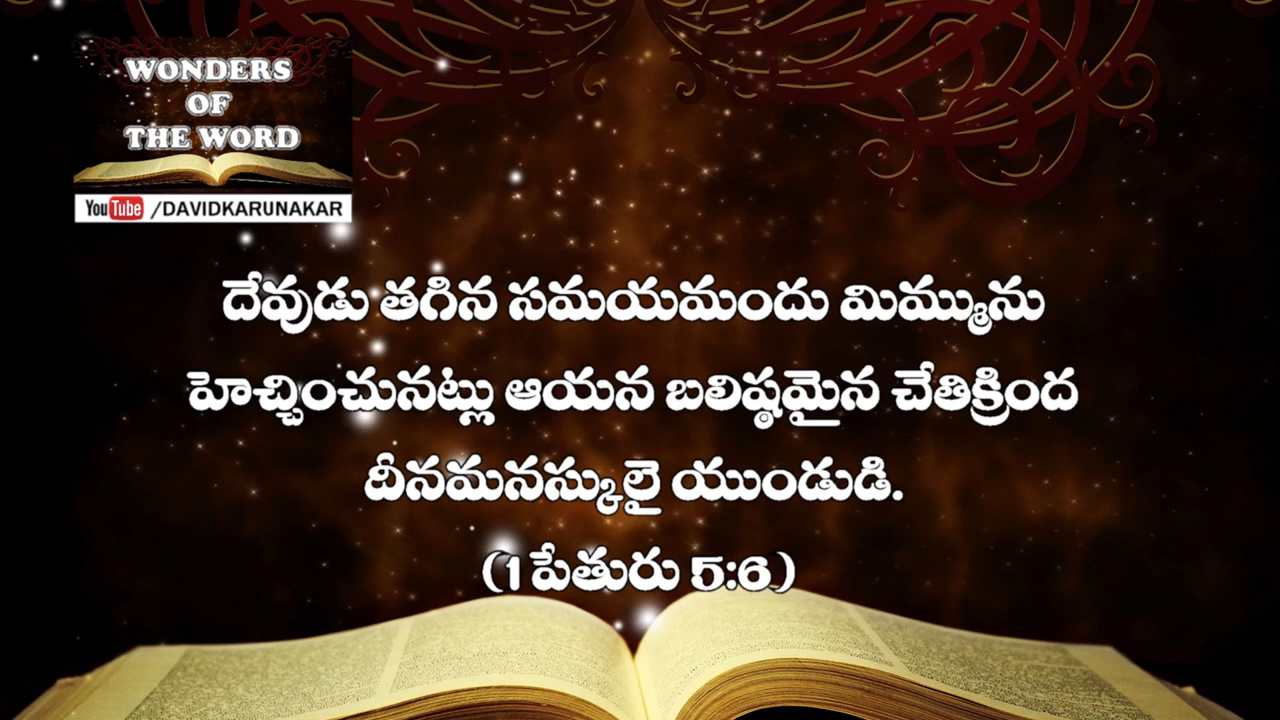 WONDERS
OF
THE WORD
YouTube /DAVIDKARUNAKAR
దేవుడు తగిన సమయమందు మిమ్మును
హెచ్చించునట్లు ఆయన బలిష్ఠమైన చేతిక్రింద
దీనమనస్కులై యుండుడి.
(1 పేతురు 5:6)